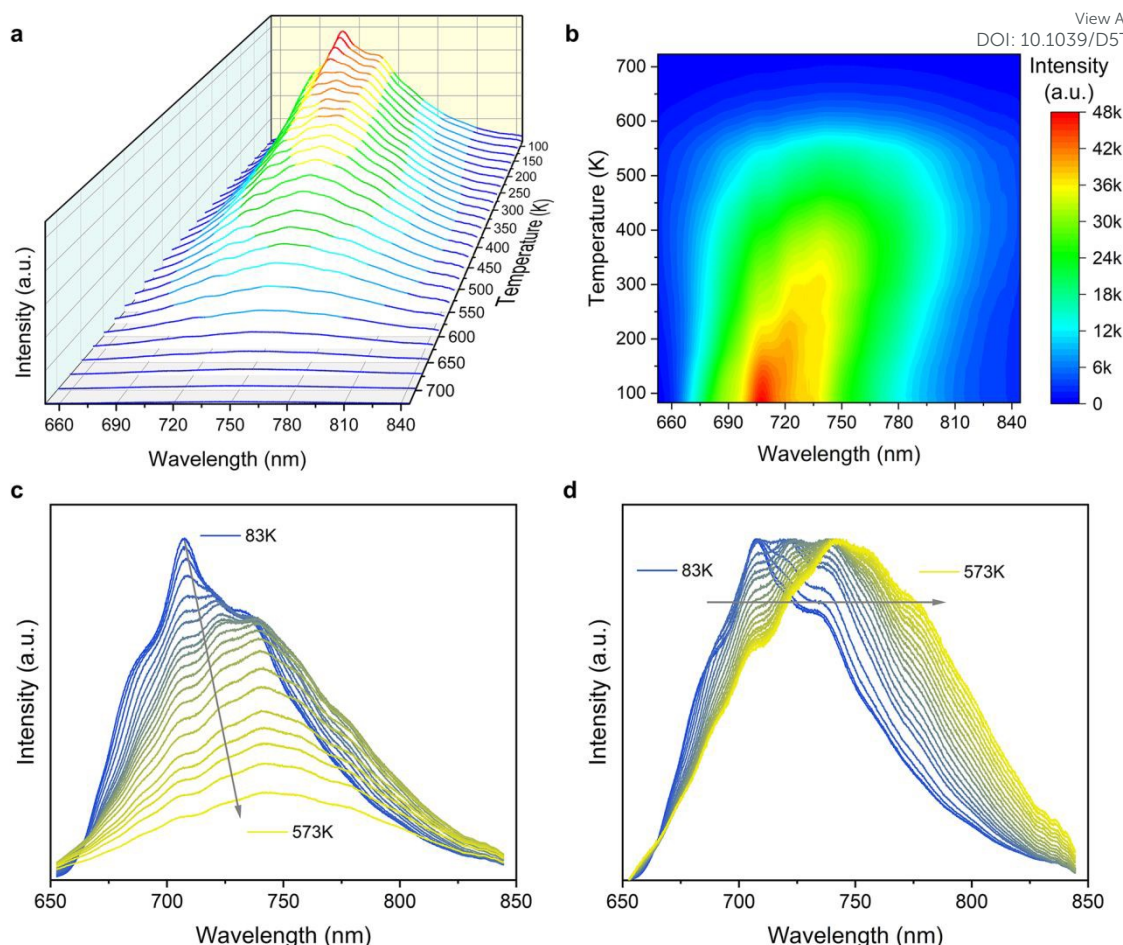 View A
DOI: 10.1039/D5T
a
Intensity (a.u.)
660 690 720 750 780 810 840
Wavelength (nm)
100
150
200
250
300
350
400
450
500
550
600
650
700
Temperature (K)
b
Temperature (K)
700
600
500
400
300
200
100
660 690 720 750 780 810 840
Wavelength (nm)
Intensity
(a.u.)
48k
36k
30k
24k
18k
12k
6k
0
c
83K
573K
Intensity (a.u.)
650 700 750 800 850
Wavelength (nm)
d
83K
573K
Intensity (a.u.)
650 700 750 800 850
Wavelength (nm)